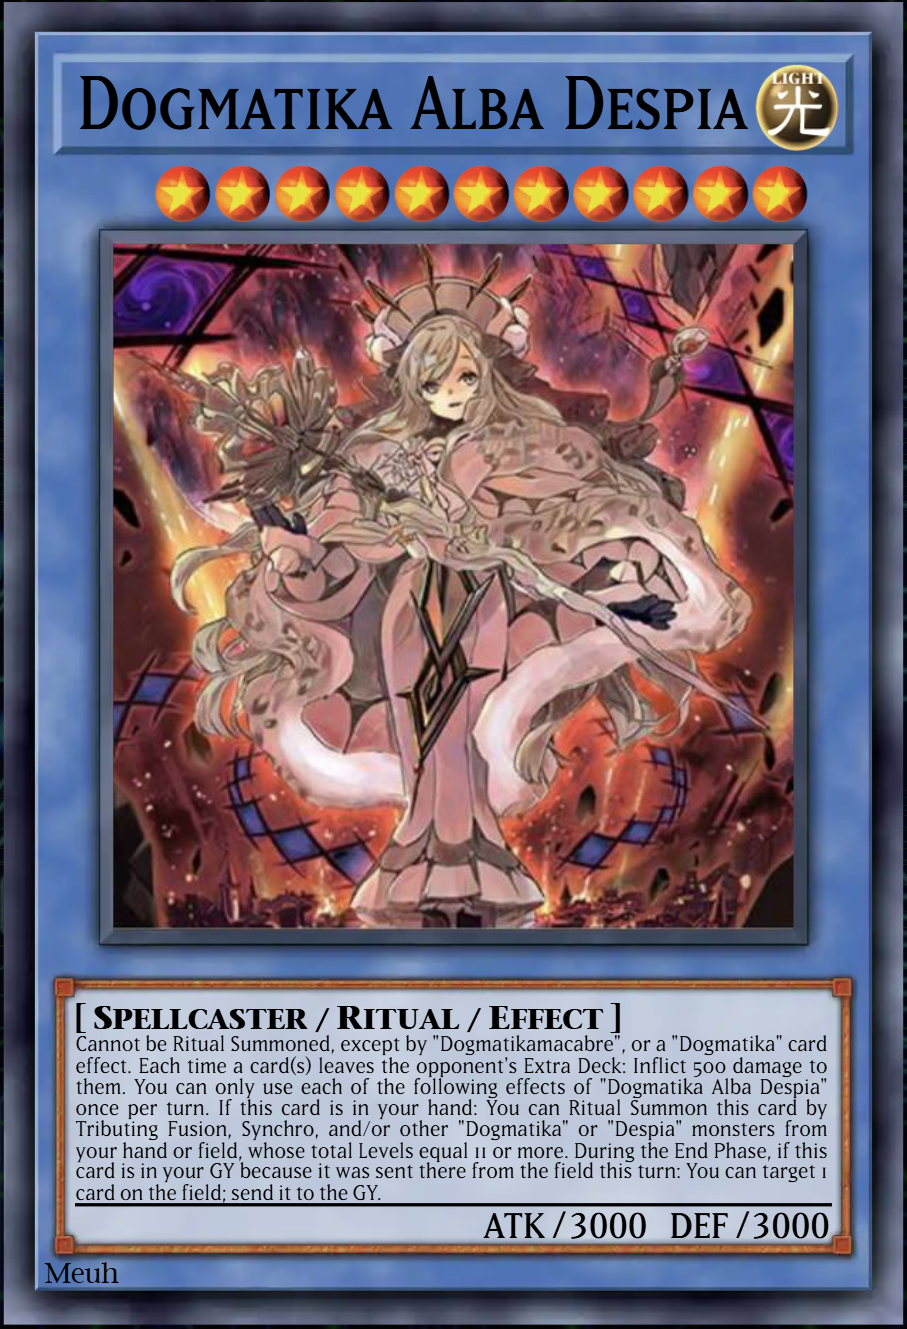 Dogmatika Alba Despia
LIGHT
光
[ Spellcaster / Ritual / Effect ]
Cannot be Ritual Summoned, except by "Dogmatikamacabre", or a "Dogmatika" card
effect. Each time a card(s) leaves the opponent's Extra Deck: Inflict 500 damage to
them. You can only use each of the following effects of "Dogmatika Alba Despia"
once per turn. If this card is in your hand: You can Ritual Summon this card by
Tributing Fusion, Synchro, and/or other "Dogmatika" or "Despia" monsters from
your hand or field, whose total Levels equal 11 or more. During the End Phase, if this
card is in your GY because it was sent there from the field this turn: You can target 1
card on the field; send it to the GY.
ATK/3000 DEF/3000
Meuh